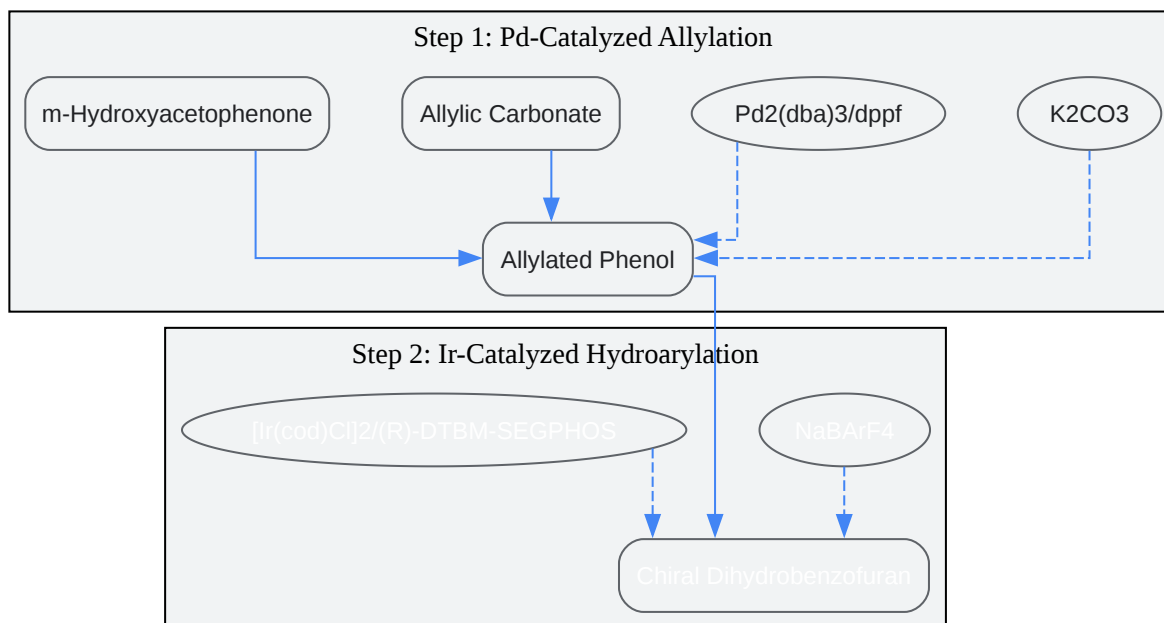 Step 1: Pd-Catalyzed Allylation
m-Hydroxyacetophenone
Allylic Carbonate
Pd2(dba)3/dppf
K2CO3
Allylated Phenol
Step 2: Ir-Catalyzed Hydroarylation
[Ir(cod)Cl]2/(R)-DTBM-SEGPHOS
NaBArF4
Chiral Dihydrobenzofuran